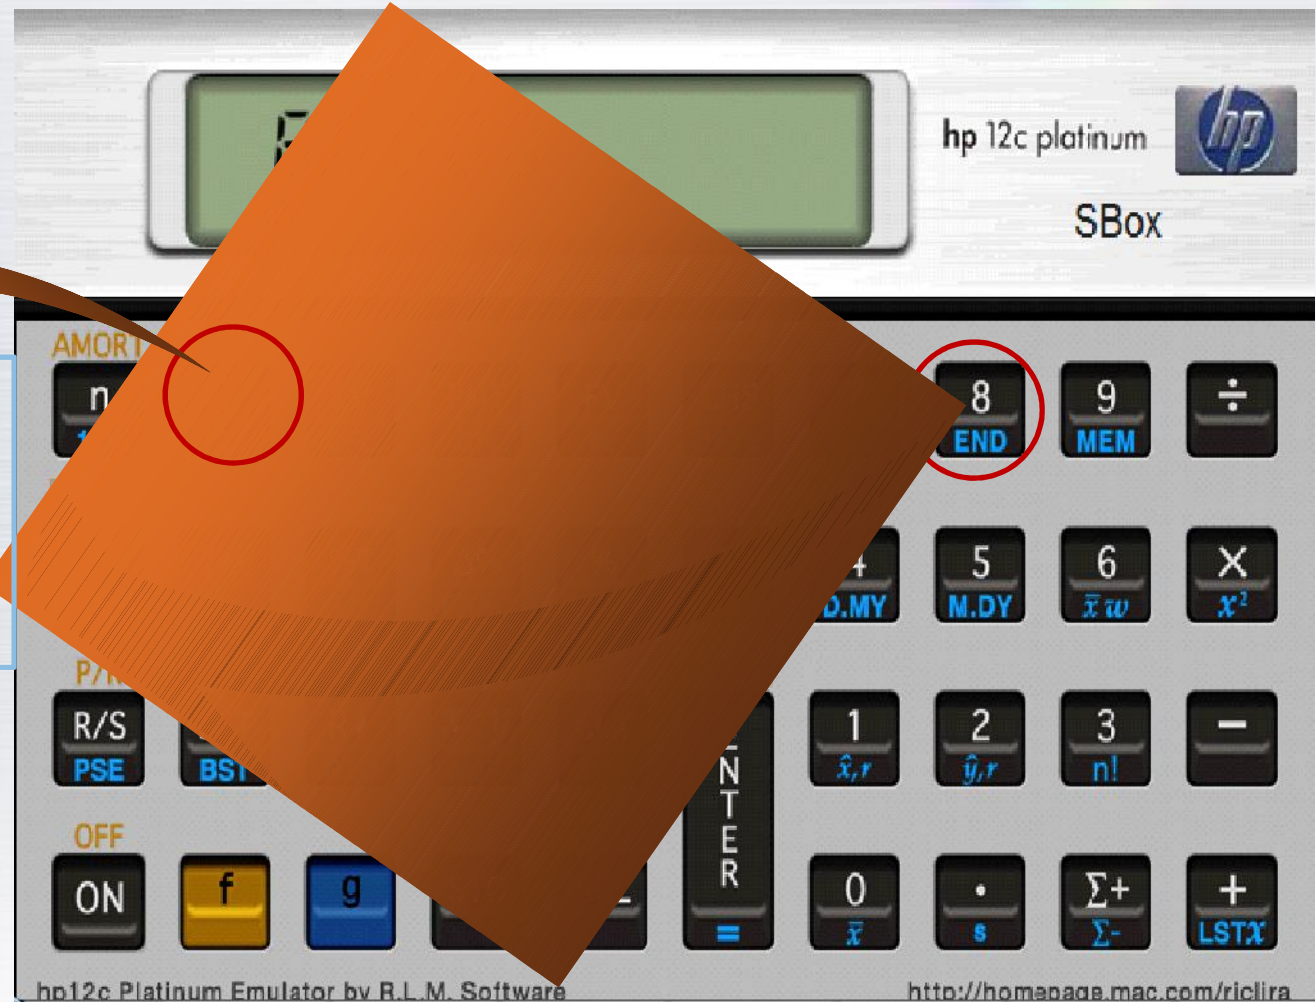 hp 12c platinum
hp
SBox
AMORT
n 8 9 ÷
END MEM
5 6 X
D.MY M.DY x̄ w x²
P/R
R/S 1 2 3 −
PSE BST x̂,r ŷ,r n!
ENTER
OFF
ON f g 0 . Σ+ +
= x̄ s Σ- LSTX
hp12c Platinum Emulator by R.L.M. Software http://homepage.mac.com/riclira